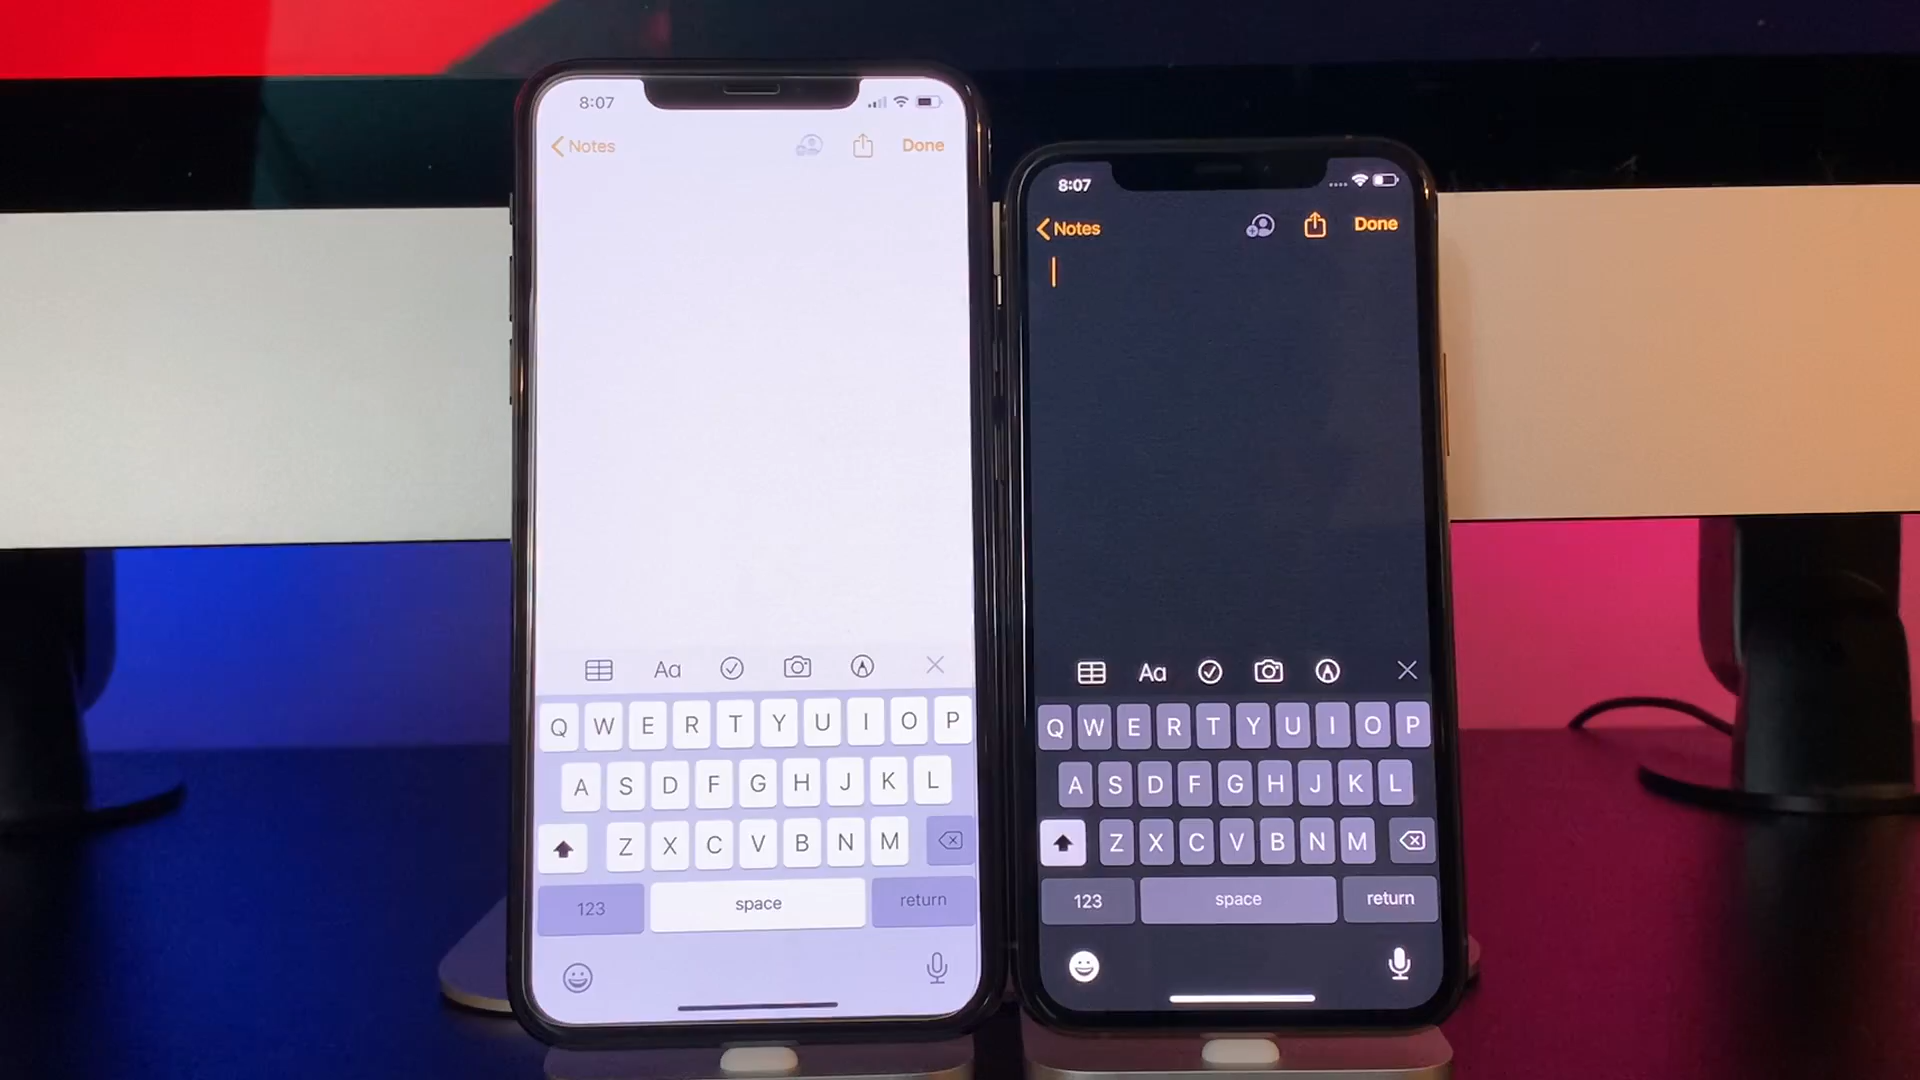 8:07
Notes
Done
Aa
Q W E R T Y U I O P
A S D F G H J K L
Z X C V B N M
123
space
return
8:07
Notes
Done
Aa
Q W E R T Y U I O P
A S D F G H J K L
Z X C V B N M
123
space
return